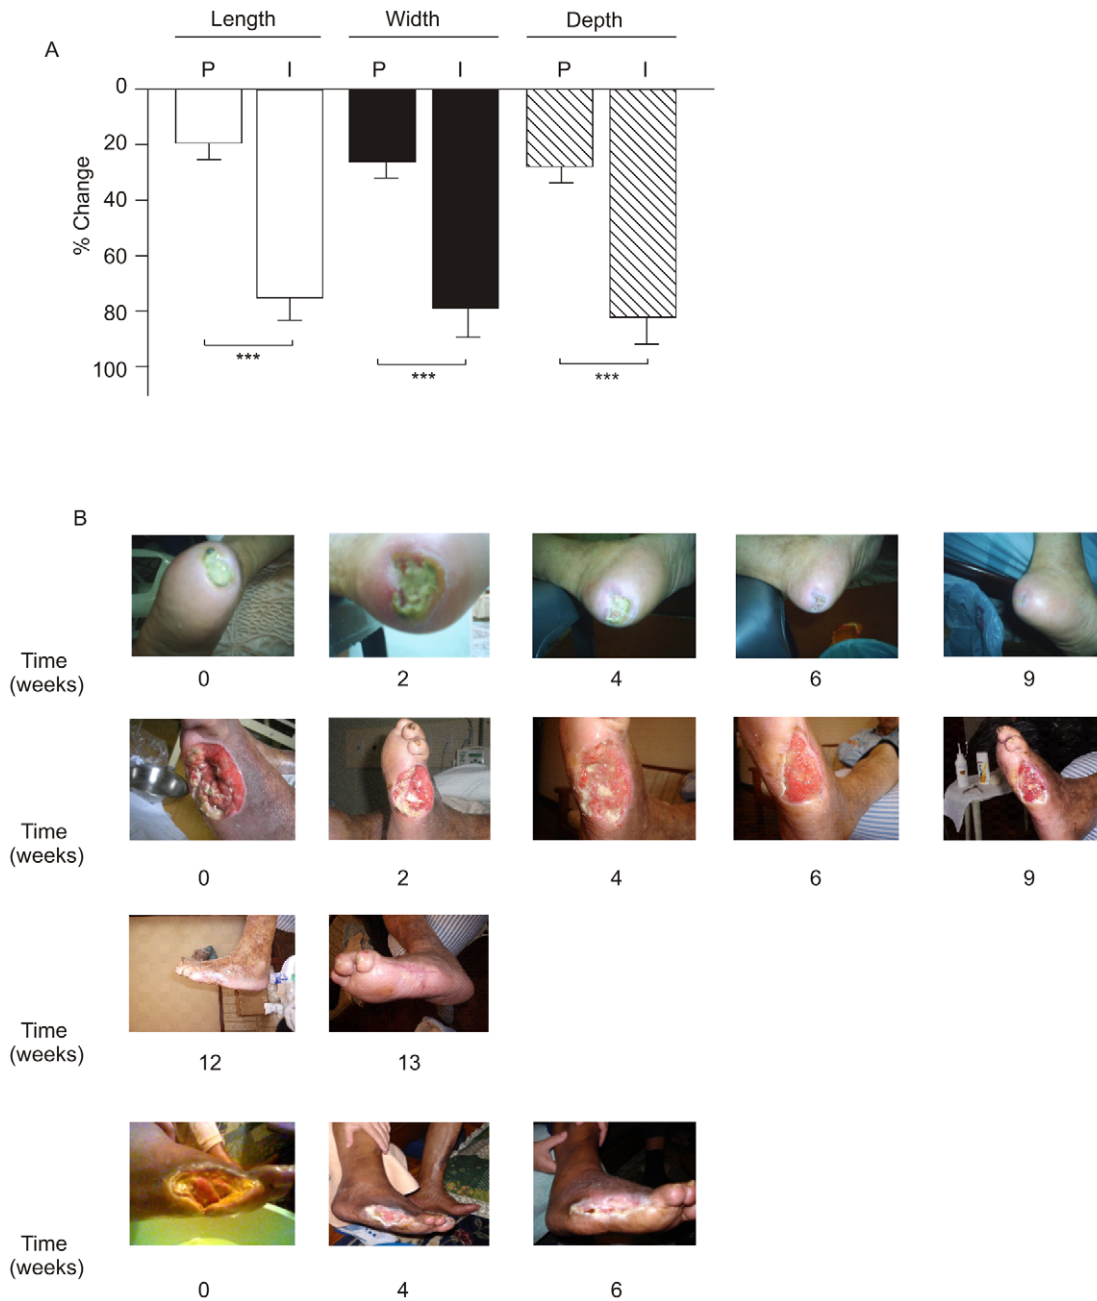 Length Width Depth
A
P I P I P I
0
20
40
60
80
100
% Change
*** *** ***
B
Time
(weeks)
0 2 4 6 9
Time
(weeks)
0 2 4 6 9
Time
(weeks)
12 13
Time
(weeks)
0 4 6